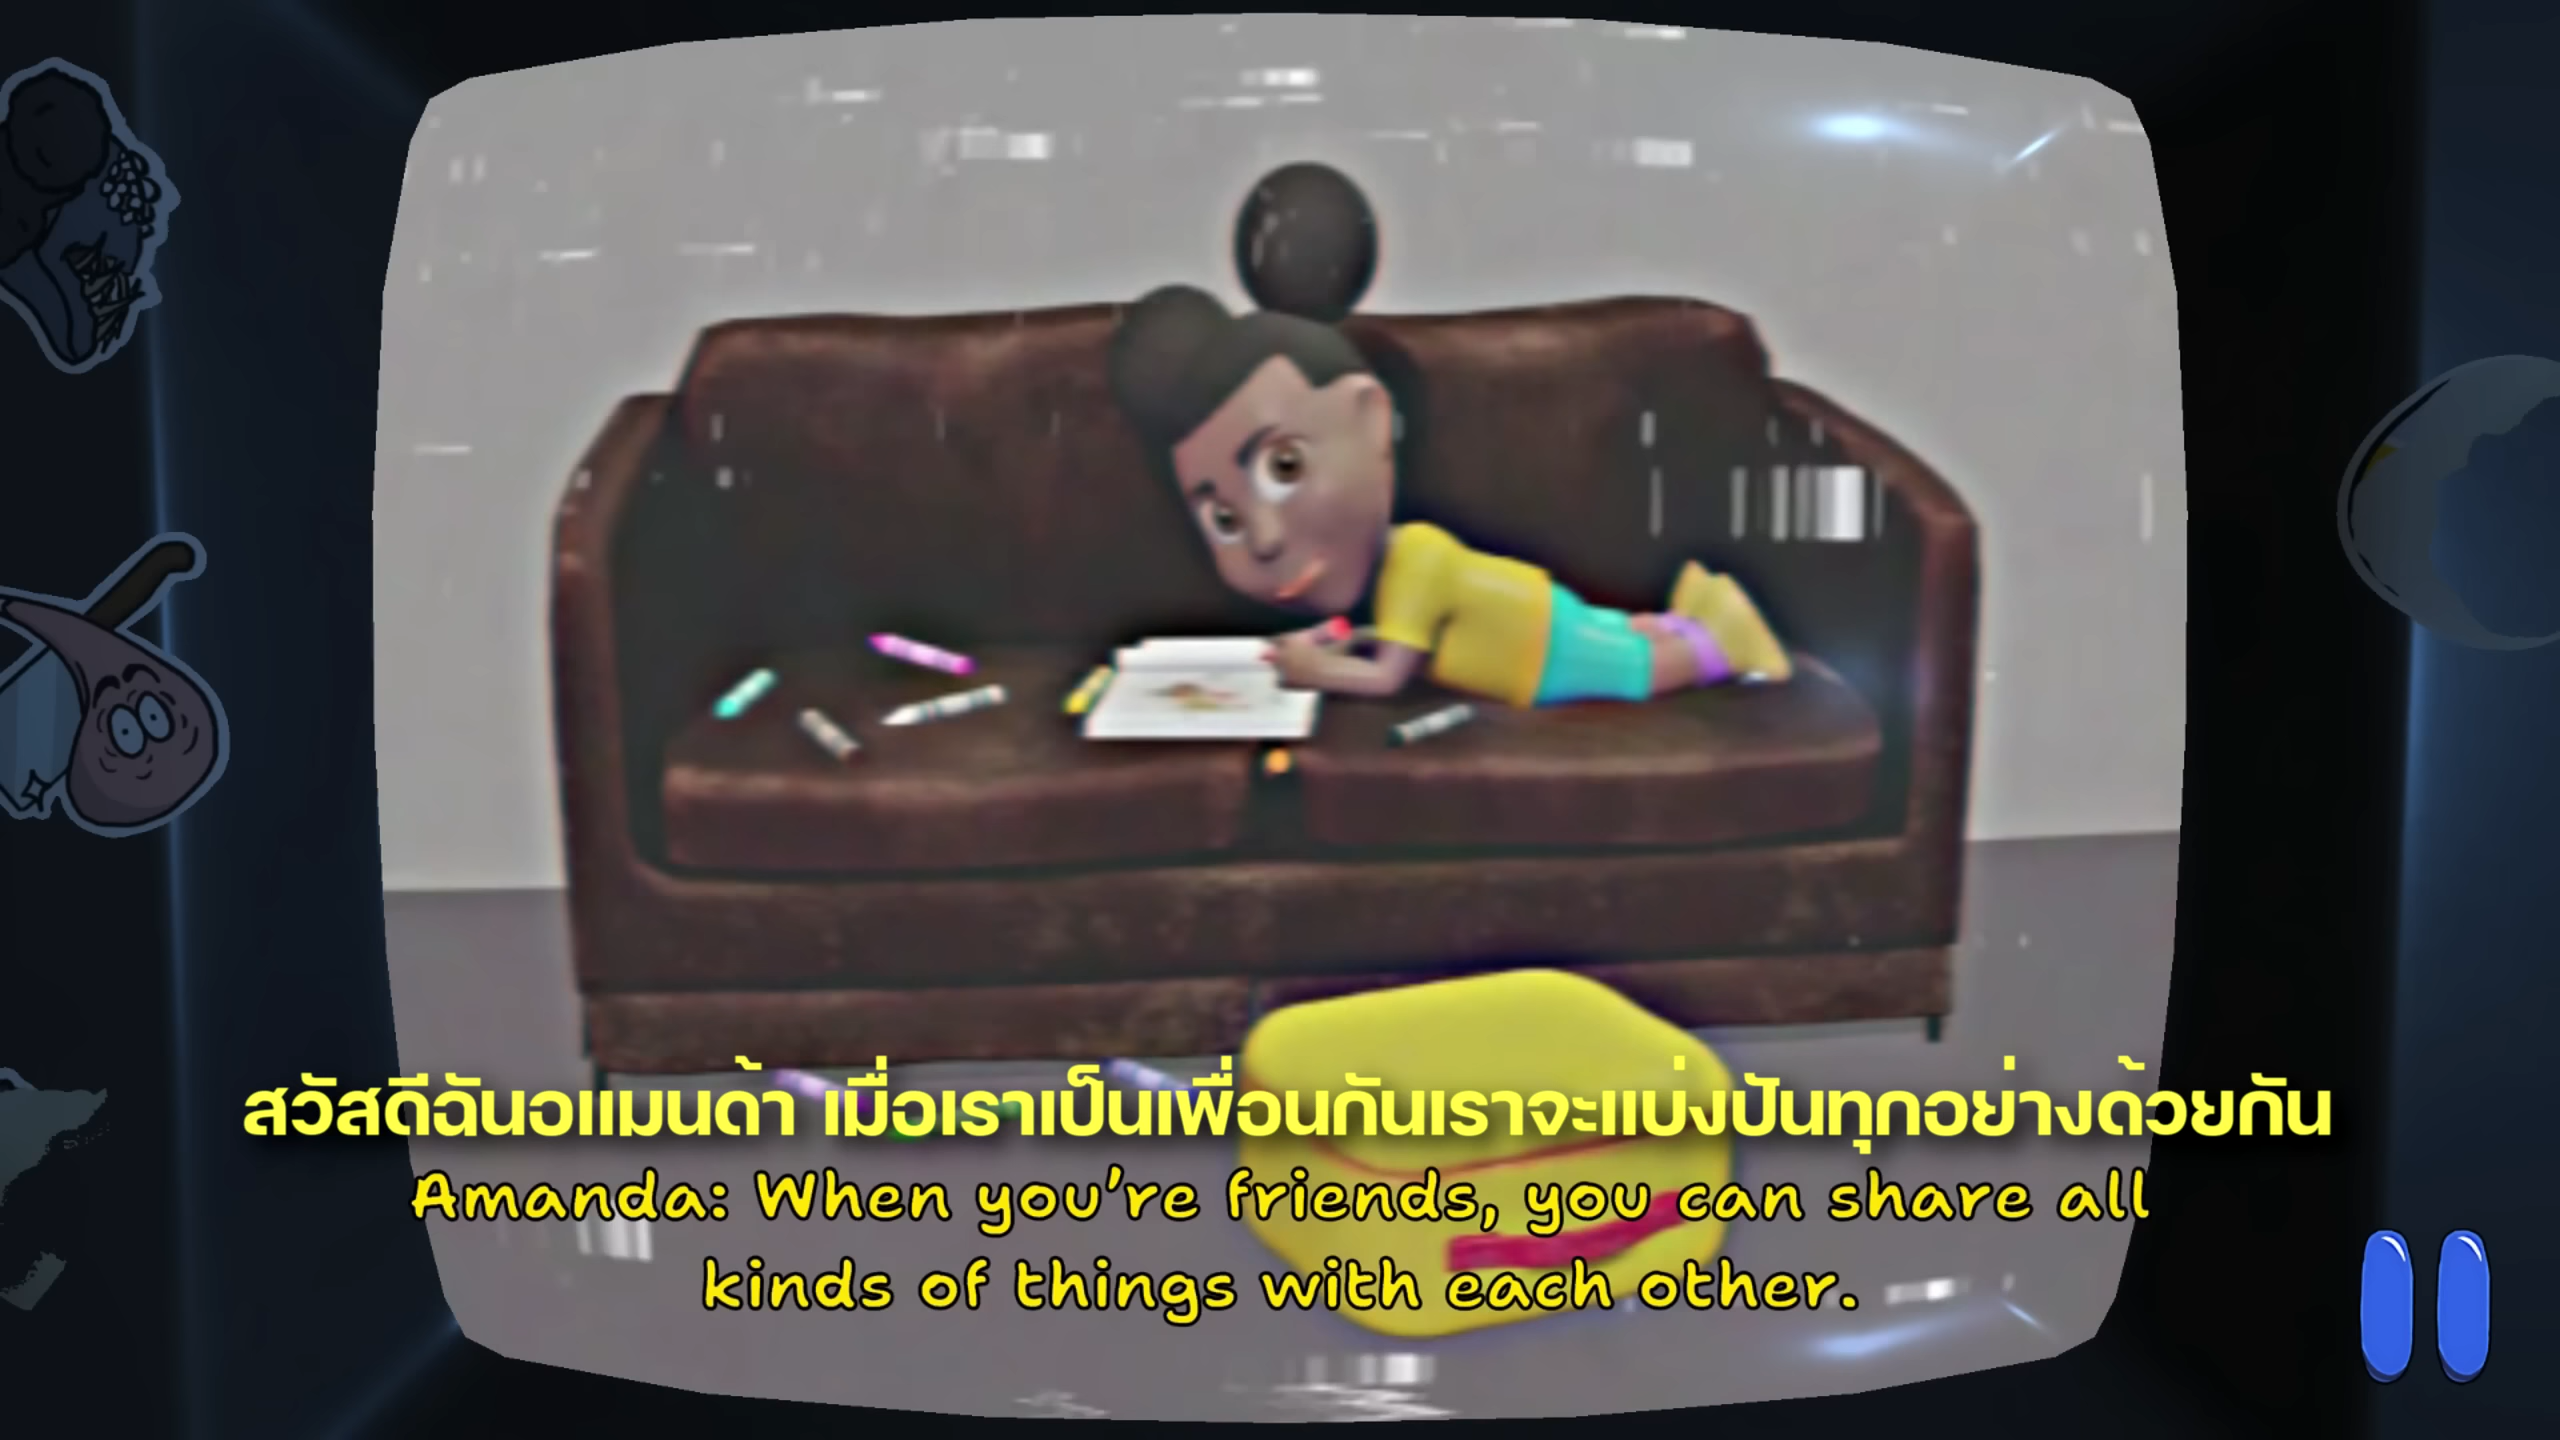 สวัสดีฉันอแมนด้า เมื่อเราเป็นเพื่อนกันเราจะแบ่งปันทุกอย่างด้วยกัน
Amanda: When you're friends, you can share all
kinds of things with each other.